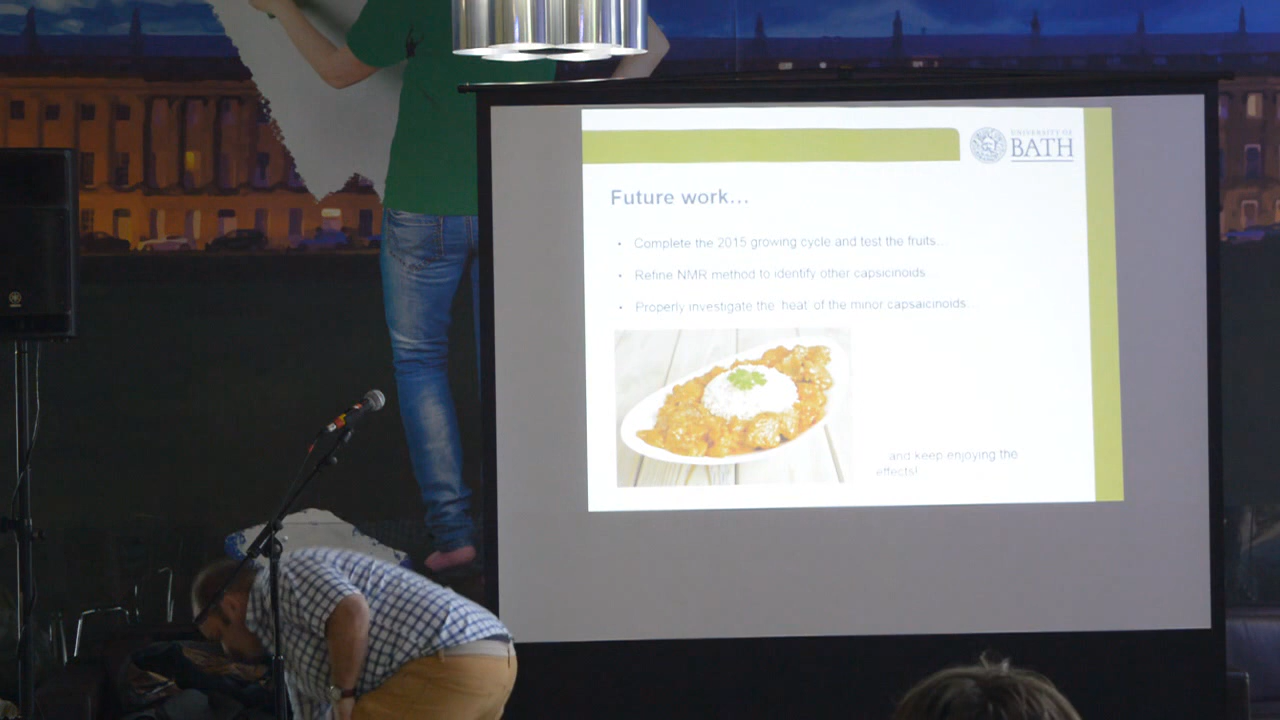 UNIVERSITY OF
BATH
Future work...
• Complete the 2015 growing cycle and test the fruits...
• Refine NMR method to identify other capsicinoids...
• Properly investigate the 'heat' of the minor capsaicinoids...
...and keep enjoying the
effects!